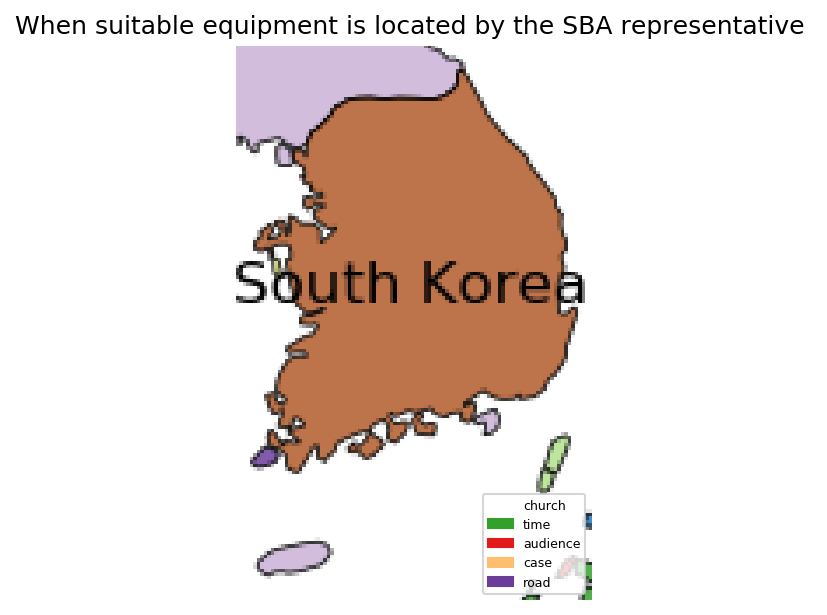 When suitable equipment is located by the SBA representative
South Korea
church
time
audience
case
road